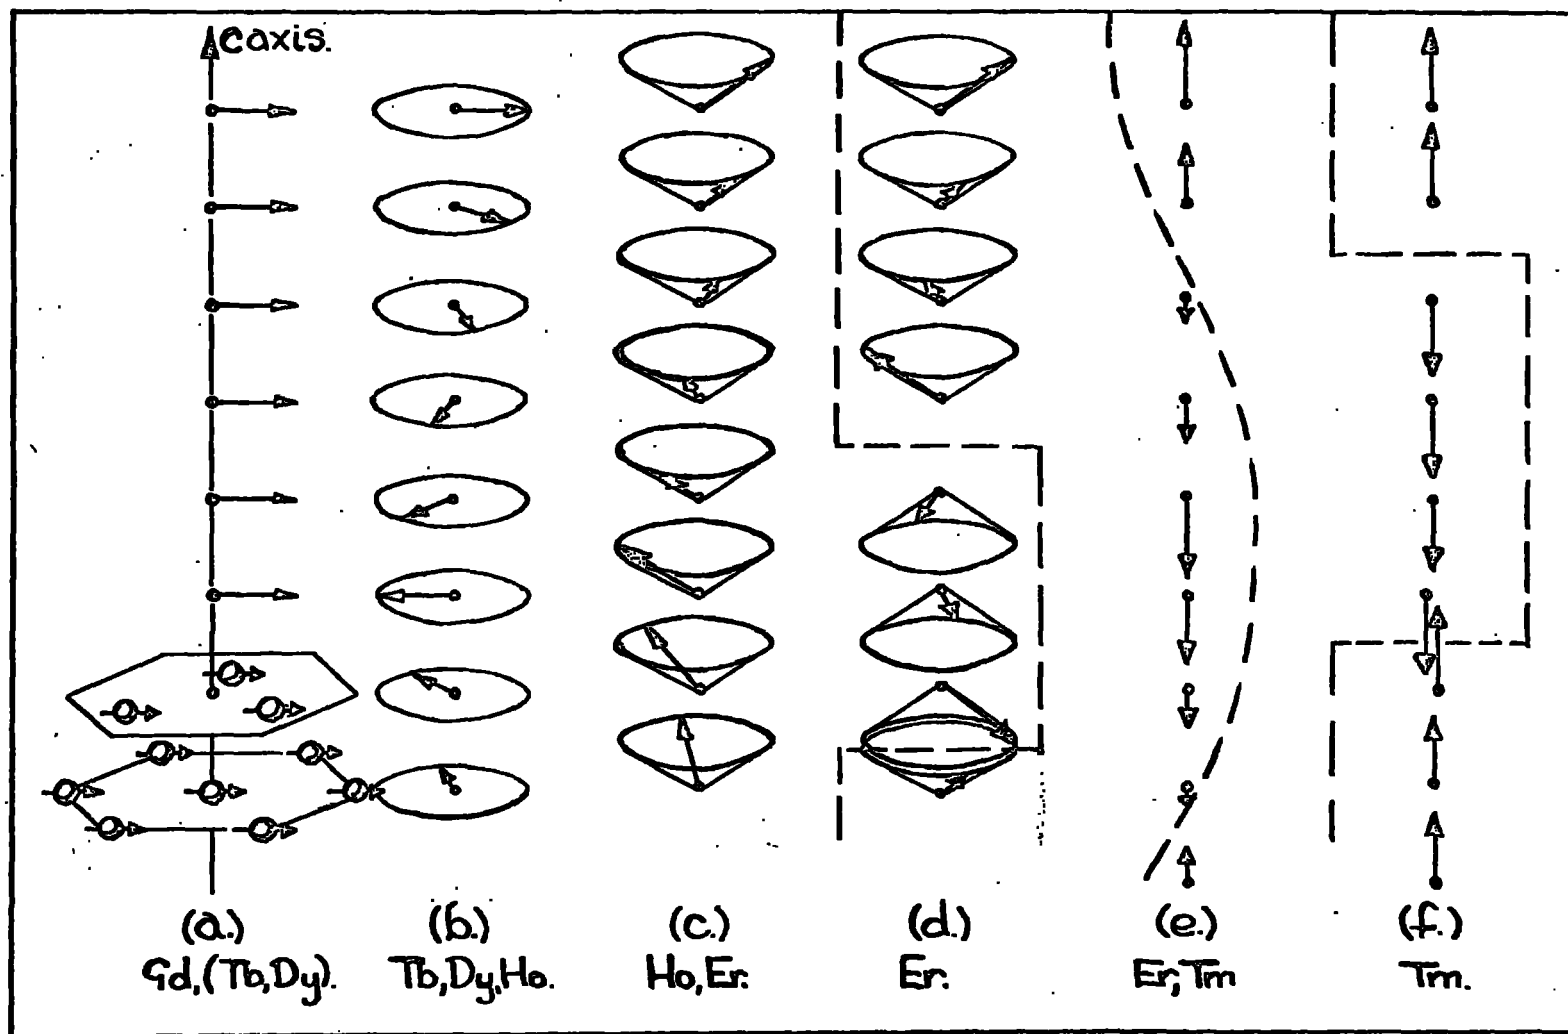 c axis.
(a.)
Gd,(Tb,Dy).
(b.)
Tb,Dy,Ho.
(c.)
Ho,Er.
(d.)
Er.
(e.)
Er,Tm
(f.)
Tm.